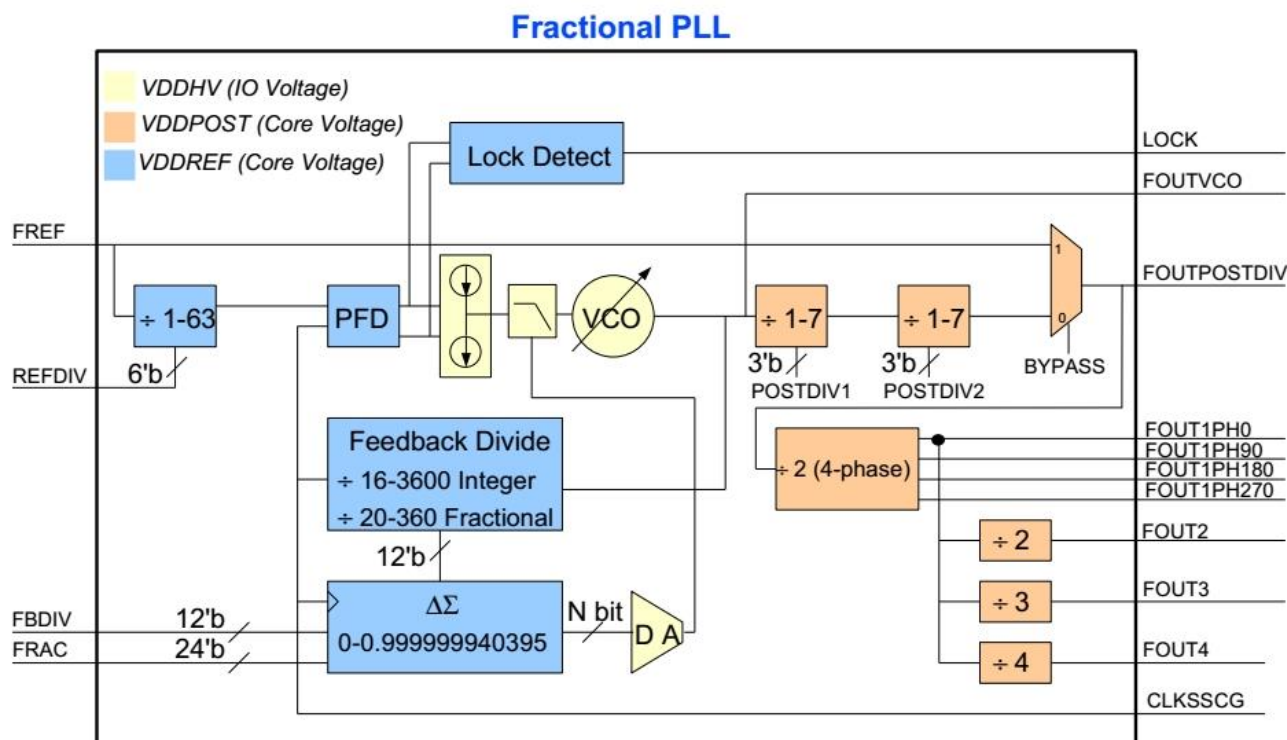 Fractional PLL
VDDHV (IO Voltage)
VDDPOST (Core Voltage)
VDDREF (Core Voltage)
Lock Detect
LOCK
FOUTVCO
FREF
1
FOUTPOSTDIV
÷ 1-63
PFD
VCO
÷ 1-7
÷ 1-7
0
BYPASS
REFDIV
6'b
3'b
POSTDIV1
3'b
POSTDIV2
Feedback Divide
÷ 16-3600 Integer
÷ 20-360 Fractional
÷ 2 (4-phase)
FOUT1PH0
FOUT1PH90
FOUT1PH180
FOUT1PH270
12'b
÷ 2
FOUT2
ΔΣ
0-0.999999940395
N bit
D A
÷ 3
FOUT3
FBDIV
12'b
FRAC
24'b
÷ 4
FOUT4
CLKSSCG